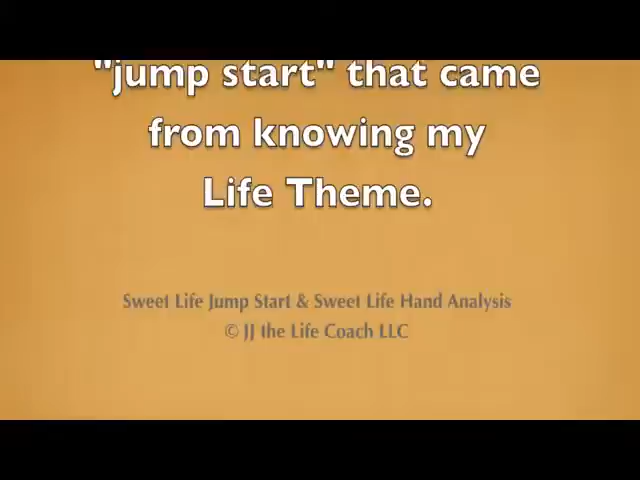 "jump start" that came
from knowing my
Life Theme.
Sweet Life Jump Start & Sweet Life Hand Analysis
© JJ the Life Coach LLC